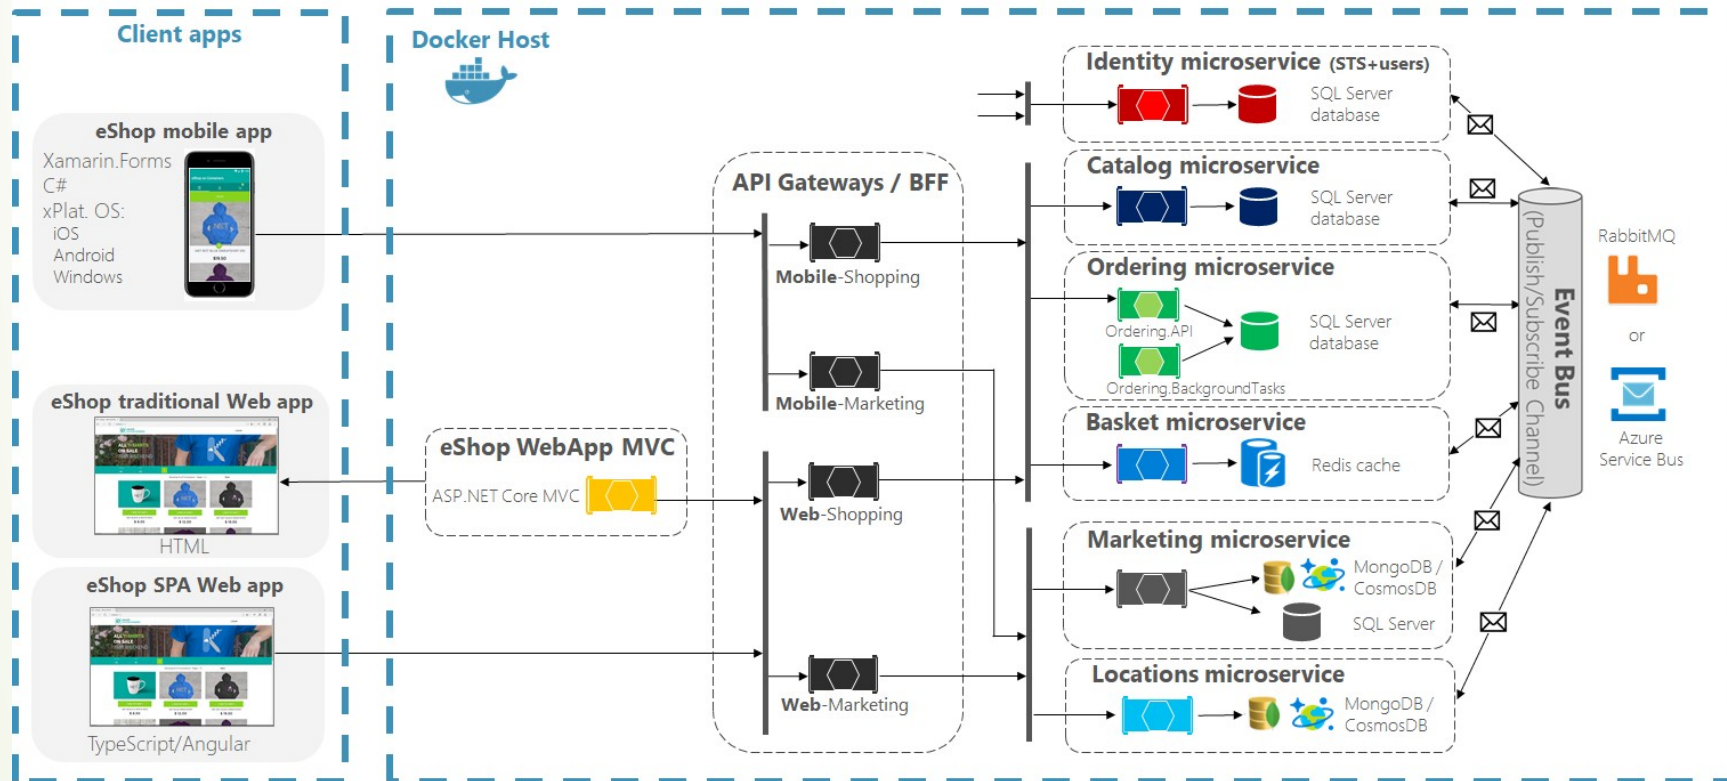 Client apps
eShop mobile app
Xamarin.Forms
C#
xPlat. OS:
iOS
Android
Windows
eShop traditional Web app
HTML
eShop SPA Web app
TypeScript/Angular
Docker Host
eShop WebApp MVC
ASP.NET Core MVC
API Gateways / BFF
Mobile-Shopping
Mobile-Marketing
Web-Shopping
Web-Marketing
Identity microservice (STS+users)
SQL Server
database
Catalog microservice
SQL Server
database
Ordering microservice
Ordering.API
SQL Server
database
Ordering.BackgroundTasks
Basket microservice
Redis cache
Marketing microservice
MongoDB /
CosmosDB
SQL Server
Locations microservice
MongoDB /
CosmosDB
Event Bus
(Publish/Subscribe Channel)
RabbitMQ
or
Azure
Service Bus